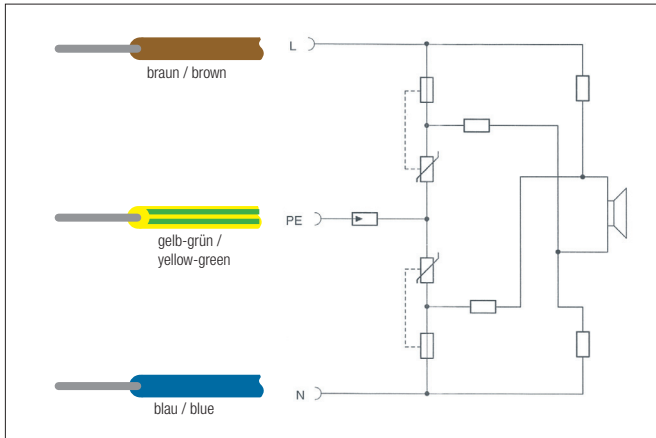 L
braun / brown
PE
gelb-grün /
yellow-green
N
blau / blue